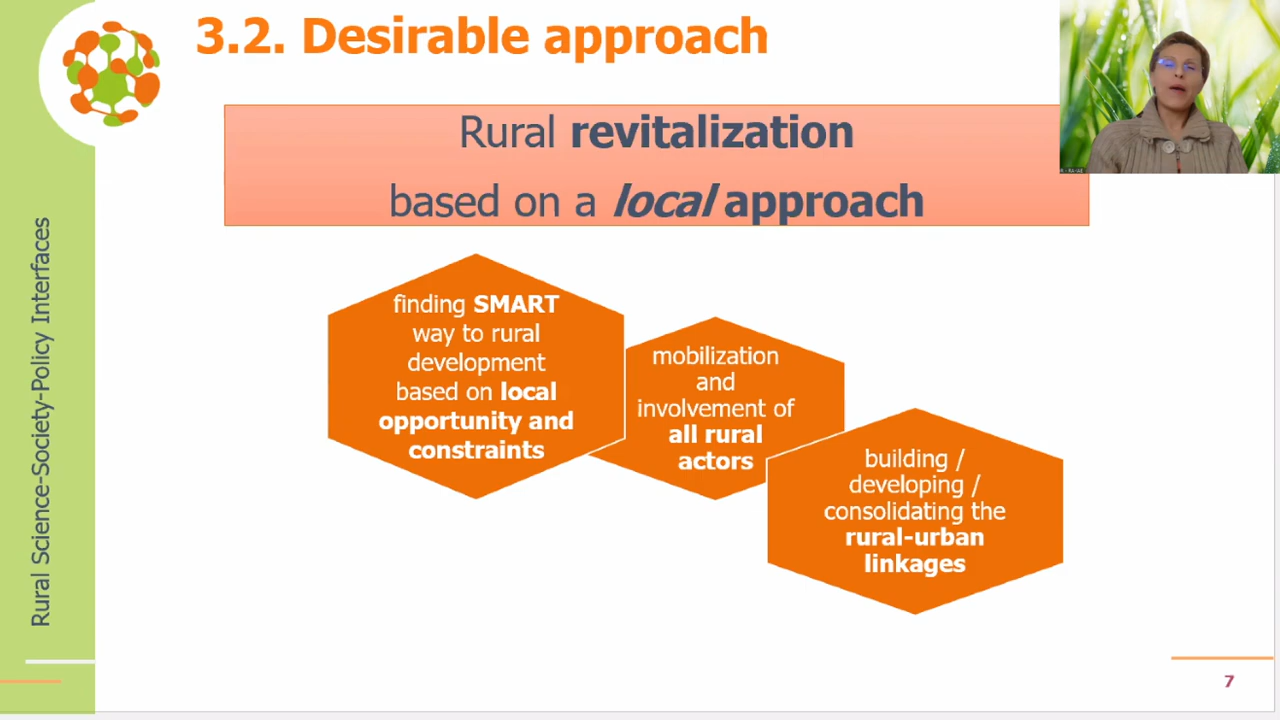 3.2. Desirable approach
Rural revitalization
based on a local approach
finding SMART
way to rural
development
based on local
opportunity and
constraints
mobilization
and
involvement of
all rural
actors
building /
developing /
consolidating the
rural-urban
linkages
Rural Science-Society-Policy Interfaces
7